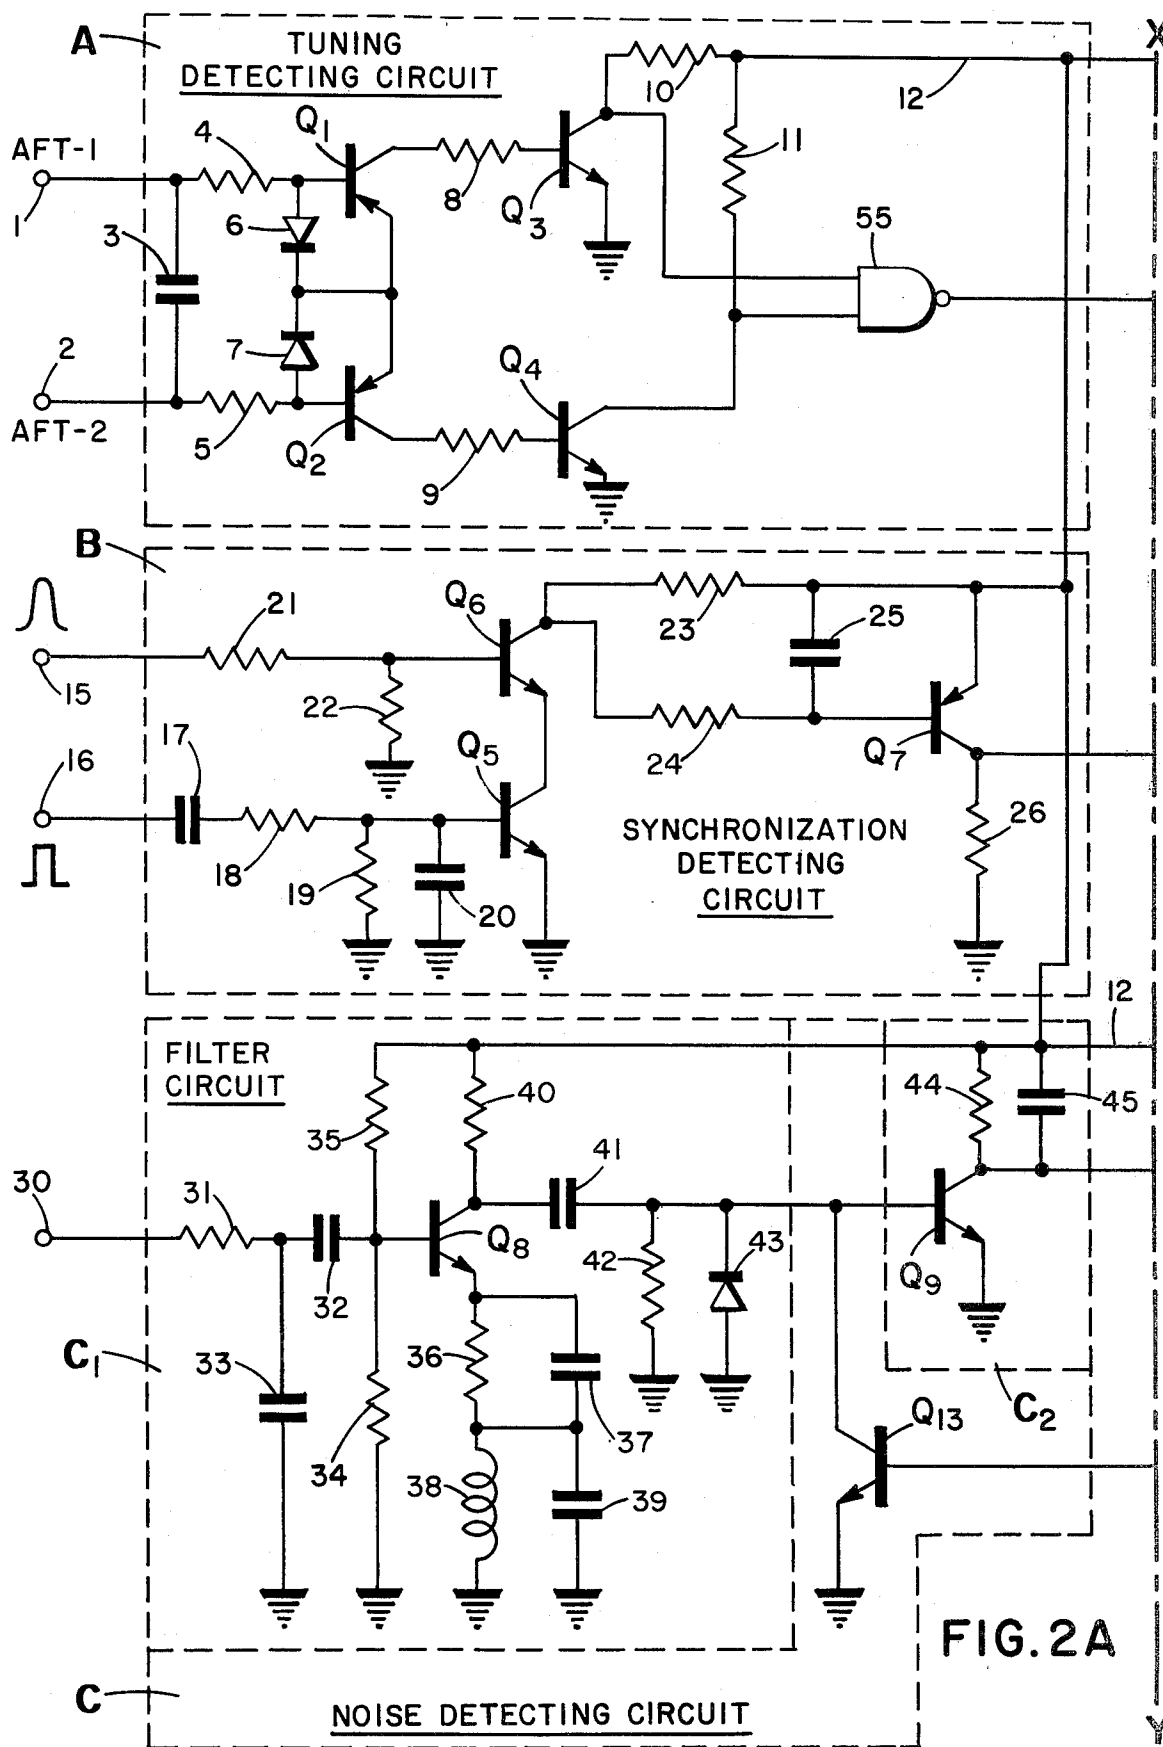 A
TUNING
DETECTING CIRCUIT
X
10
12
Q1
4
AFT-1
8
Q3
11
1
6
3
55
2
7
Q4
AFT-2
5
Q2
9
B
21
Q6
23
25
15
22
17
Q5
24
Q7
16
26
SYNCHRONIZATION
DETECTING
CIRCUIT
18
19
20
12
FILTER
CIRCUIT
40
44
45
35
41
30
31
Q8
42
43
32
Q9
C1
33
36
C2
37
Q13
34
38
39
FIG. 2A
C
NOISE DETECTING CIRCUIT
Y